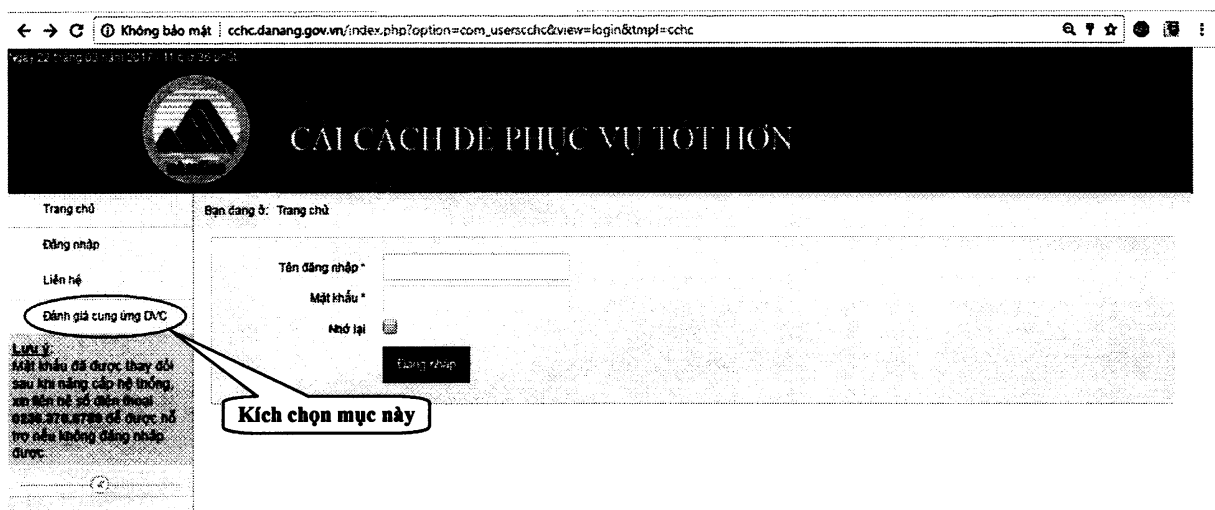 Không bảo mật | cchc.danang.gov.vn/index.php?option=com_userscchc&view=login&tmpl=cchc
CẢI CÁCH ĐỂ PHỤC VỤ TỐT HƠN
Trang chủ
Bạn đang ở: Trang chủ
Đăng nhập
Liên hệ
Đánh giá cung ứng DVC
Tên đăng nhập *
Mật khẩu *
Nhớ lại
Đăng nhập
Lưu ý:
Mật khẩu đã được thay đổi
sau khi nâng cấp hệ thống,
xin liên hệ số điện thoại
để được hỗ
trợ nếu không đăng nhập
được.
Kích chọn mục này